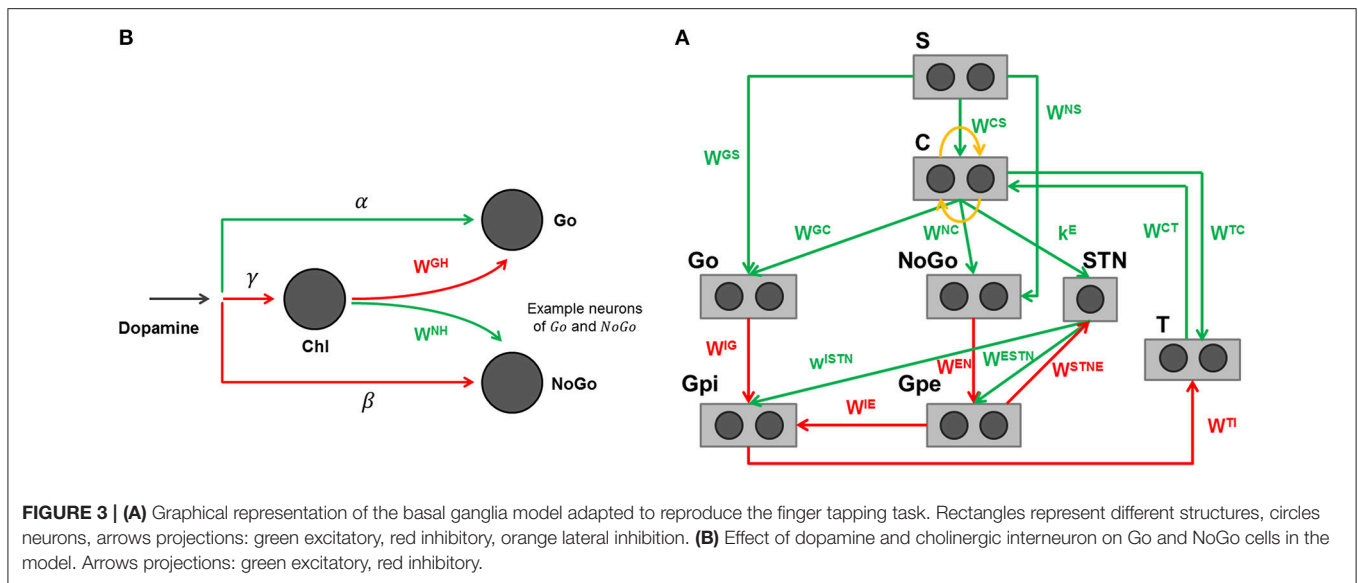 B
α
Go
γ
W^GH
Dopamine
Chl
Example neurons
of Go and NoGo
W^NH
β
NoGo
A
S
W^GS
W^CS
W^NS
C
W^GC
W^NC
k^E
W^CT
W^TC
Go
NoGo
STN
T
W^IG
w^ISTN
W^EN
W^ESTN
W^STNE
Gpi
Gpe
W^IE
W^TI
FIGURE 3 | (A) Graphical representation of the basal ganglia model adapted to reproduce the finger tapping task. Rectangles represent different structures, circles
neurons, arrows projections: green excitatory, red inhibitory, orange lateral inhibition. (B) Effect of dopamine and cholinergic interneuron on Go and NoGo cells in the
model. Arrows projections: green excitatory, red inhibitory.